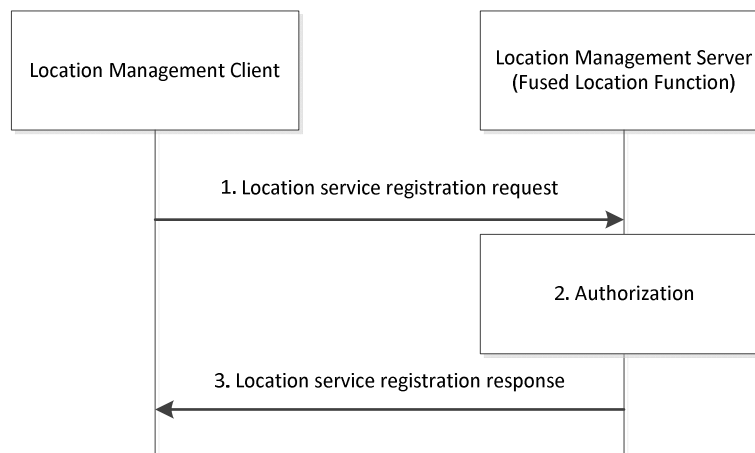 Location Management Client
Location Management Server
(Fused Location Function)
1. Location service registration request
2. Authorization
3. Location service registration response